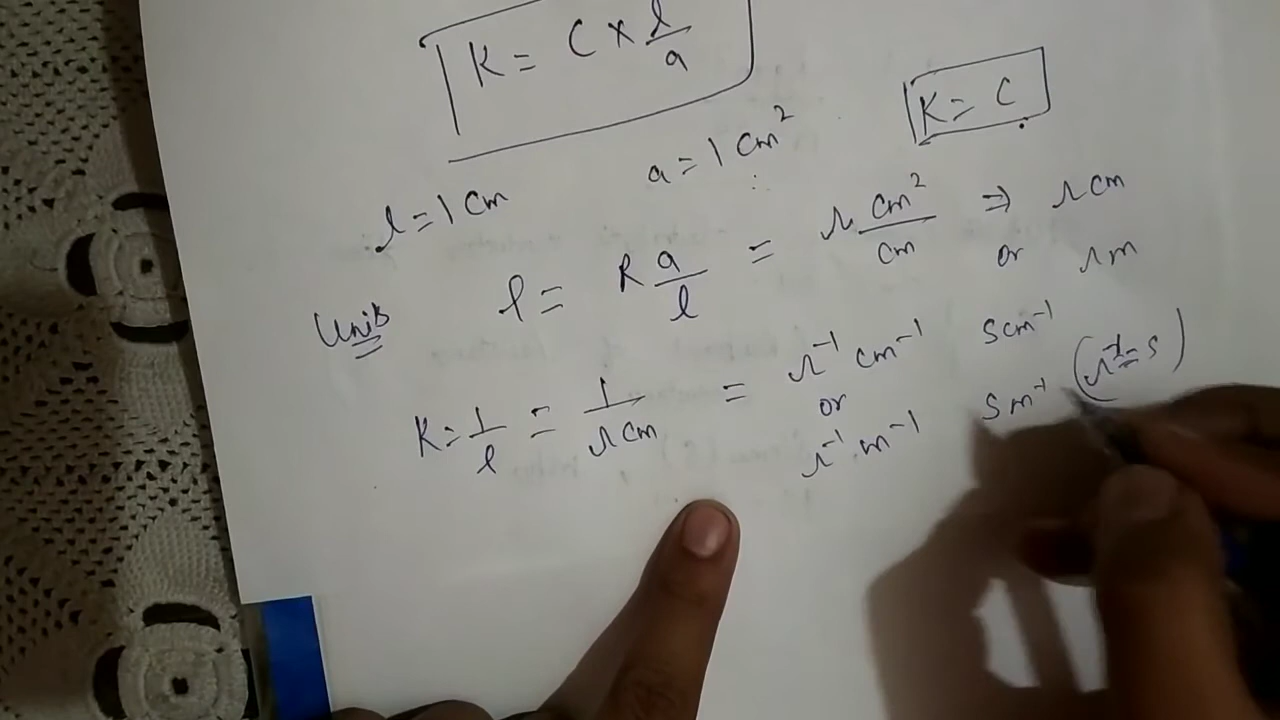 K = C × l/a
K = C
l = 1 cm a = 1 cm²
Units ρ = R a/l = Ω cm²/cm ⇒ Ω cm
or Ω m
K = 1/ρ = 1/Ω cm = Ω⁻¹ cm⁻¹ S cm⁻¹
or
Ω⁻¹ m⁻¹ S m⁻¹ (Ω⁻¹ = S)